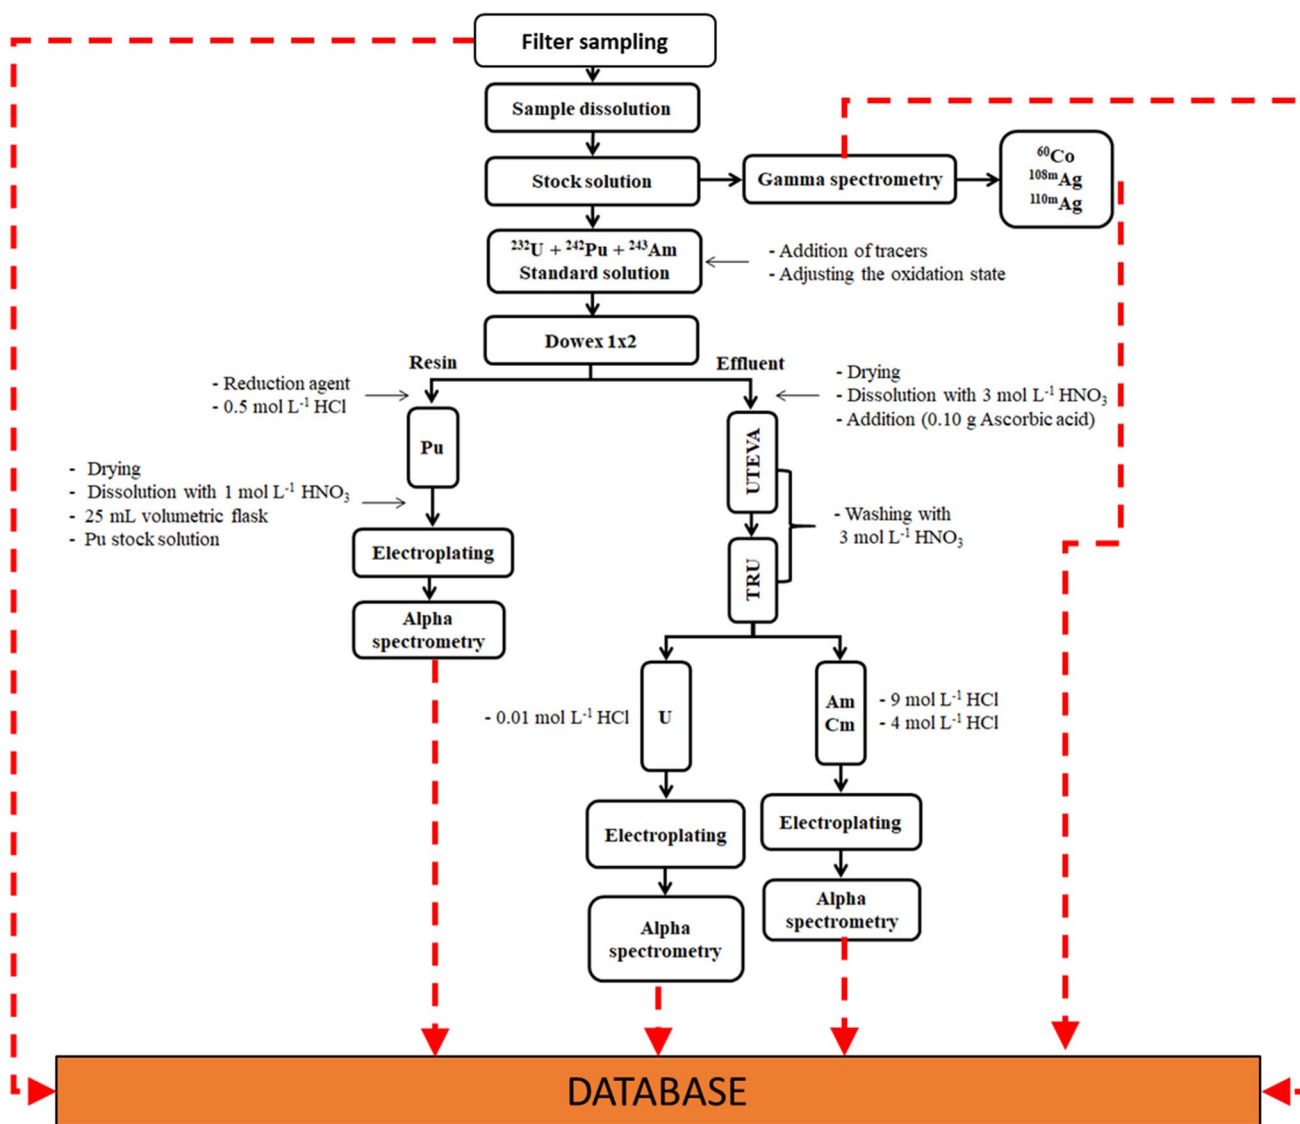 Filter sampling
Sample dissolution
Stock solution
Gamma spectrometry
⁶⁰Co
¹⁰⁸ᵐAg
¹¹⁰ᵐAg
²³²U + ²⁴²Pu + ²⁴³Am
Standard solution
- Addition of tracers
- Adjusting the oxidation state
Dowex 1x2
Resin
Effluent
- Reduction agent
- 0.5 mol L⁻¹ HCl
- Drying
- Dissolution with 3 mol L⁻¹ HNO₃
- Addition (0.10 g Ascorbic acid)
Pu
UTEVA
- Drying
- Dissolution with 1 mol L⁻¹ HNO₃
- 25 mL volumetric flask
- Pu stock solution
- Washing with
3 mol L⁻¹ HNO₃
Electroplating
TRU
Alpha
spectrometry
- 0.01 mol L⁻¹ HCl
U
Am
Cm
- 9 mol L⁻¹ HCl
- 4 mol L⁻¹ HCl
Electroplating
Electroplating
Alpha
spectrometry
Alpha
spectrometry
DATABASE